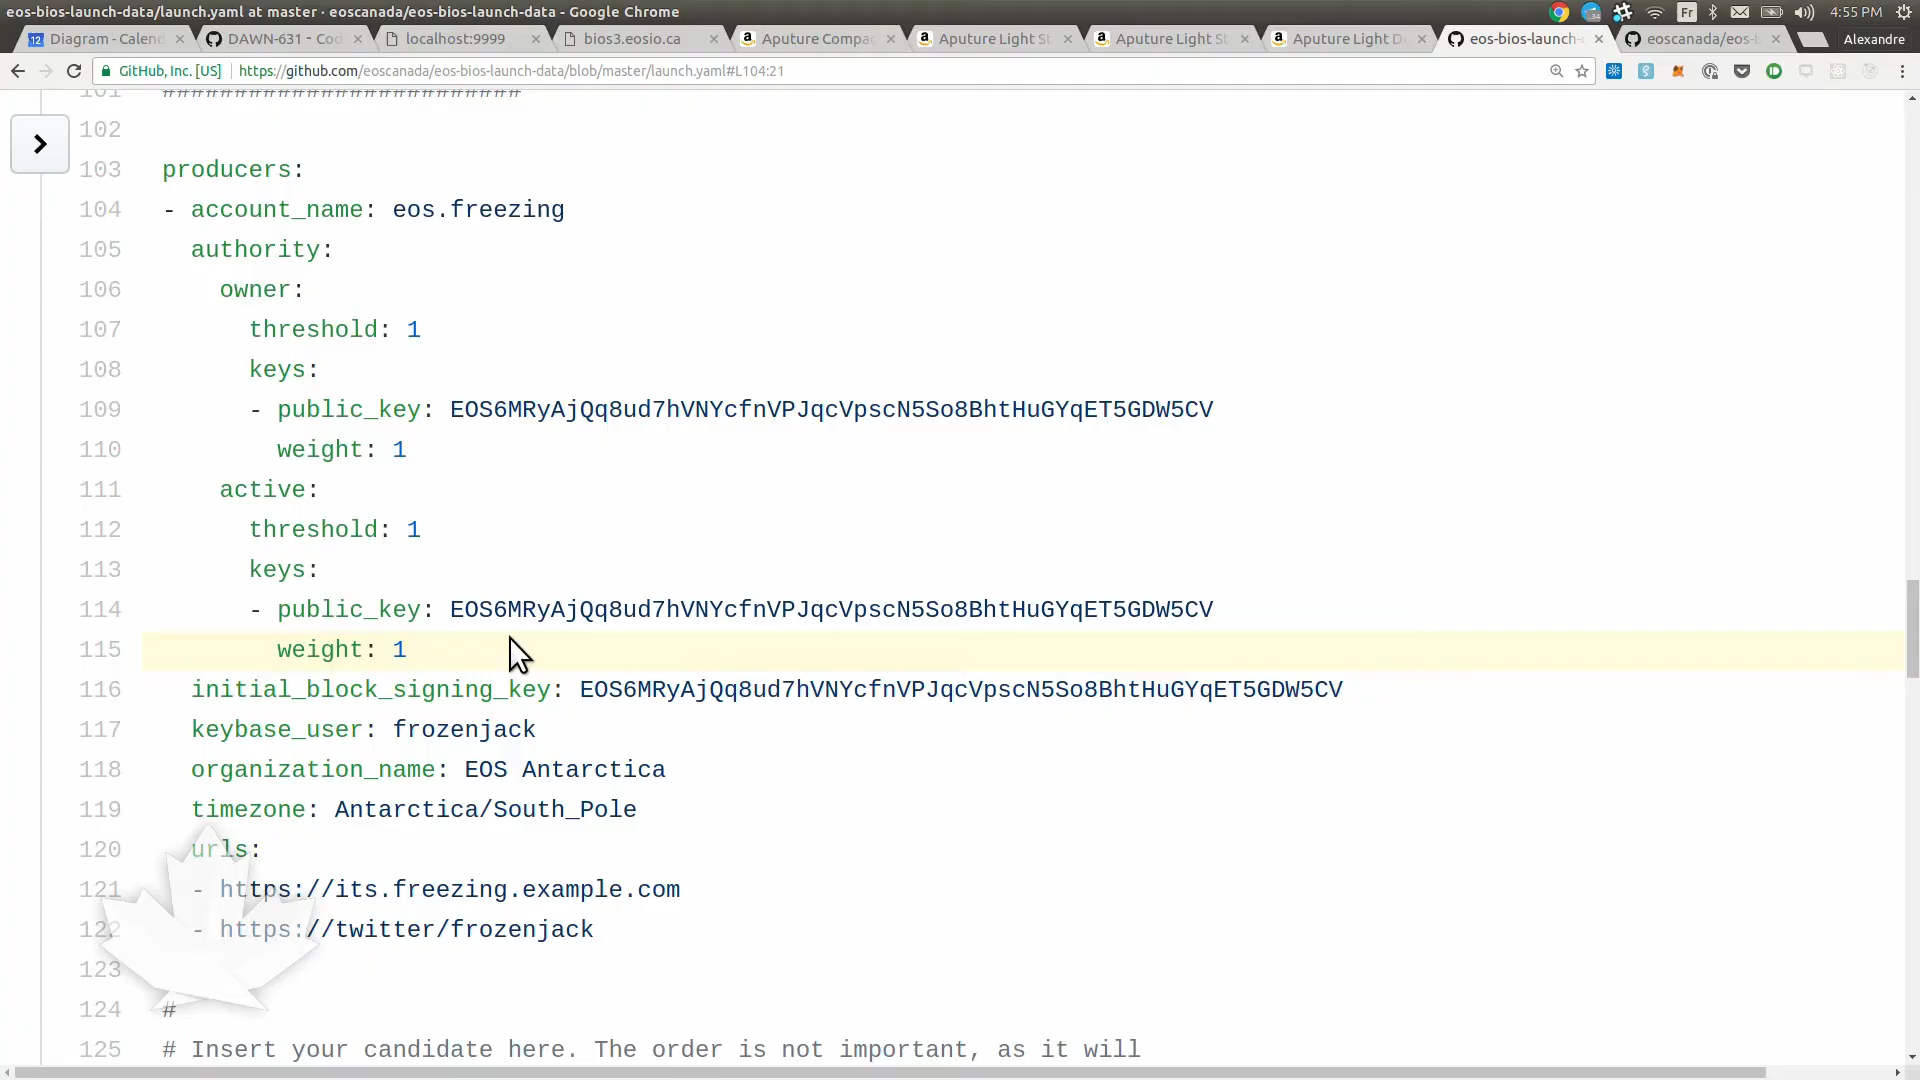 eos-bios-launch-data/launch.yaml at master · eoscanada/eos-bios-launch-data - Google Chrome
Fr
4:55 PM
12 Diagram - Calend
DAWN-631 - Cod
localhost:9999
bios3.eosio.ca
Aputure Compa
Aputure Light St
Aputure Light St
Aputure Light D
eos-bios-launch-
eoscanada/eos-b
Alexandre
GitHub, Inc. [US]
https://github.com/eoscanada/eos-bios-launch-data/blob/master/launch.yaml#L104:21
101 #########################
102
103 producers:
104 - account_name: eos.freezing
105 authority:
106 owner:
107 threshold: 1
108 keys:
109 - public_key: EOS6MRyAjQq8ud7hVNYcfnVPJqcVpscN5So8BhtHuGYqET5GDW5CV
110 weight: 1
111 active:
112 threshold: 1
113 keys:
114 - public_key: EOS6MRyAjQq8ud7hVNYcfnVPJqcVpscN5So8BhtHuGYqET5GDW5CV
115 weight: 1
116 initial_block_signing_key: EOS6MRyAjQq8ud7hVNYcfnVPJqcVpscN5So8BhtHuGYqET5GDW5CV
117 keybase_user: frozenjack
118 organization_name: EOS Antarctica
119 timezone: Antarctica/South_Pole
120 urls:
121 - https://its.freezing.example.com
122 - https://twitter/frozenjack
123
124 #
125 # Insert your candidate here. The order is not important, as it will